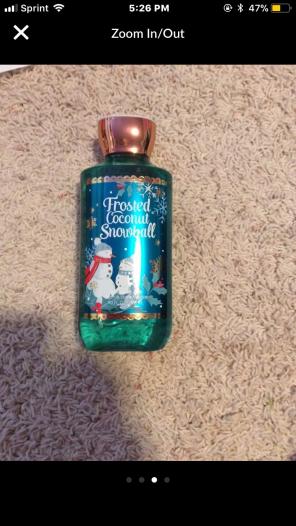 Sprint 5:26 PM 47%
Zoom In/Out
Frosted
Coconut
Snowball